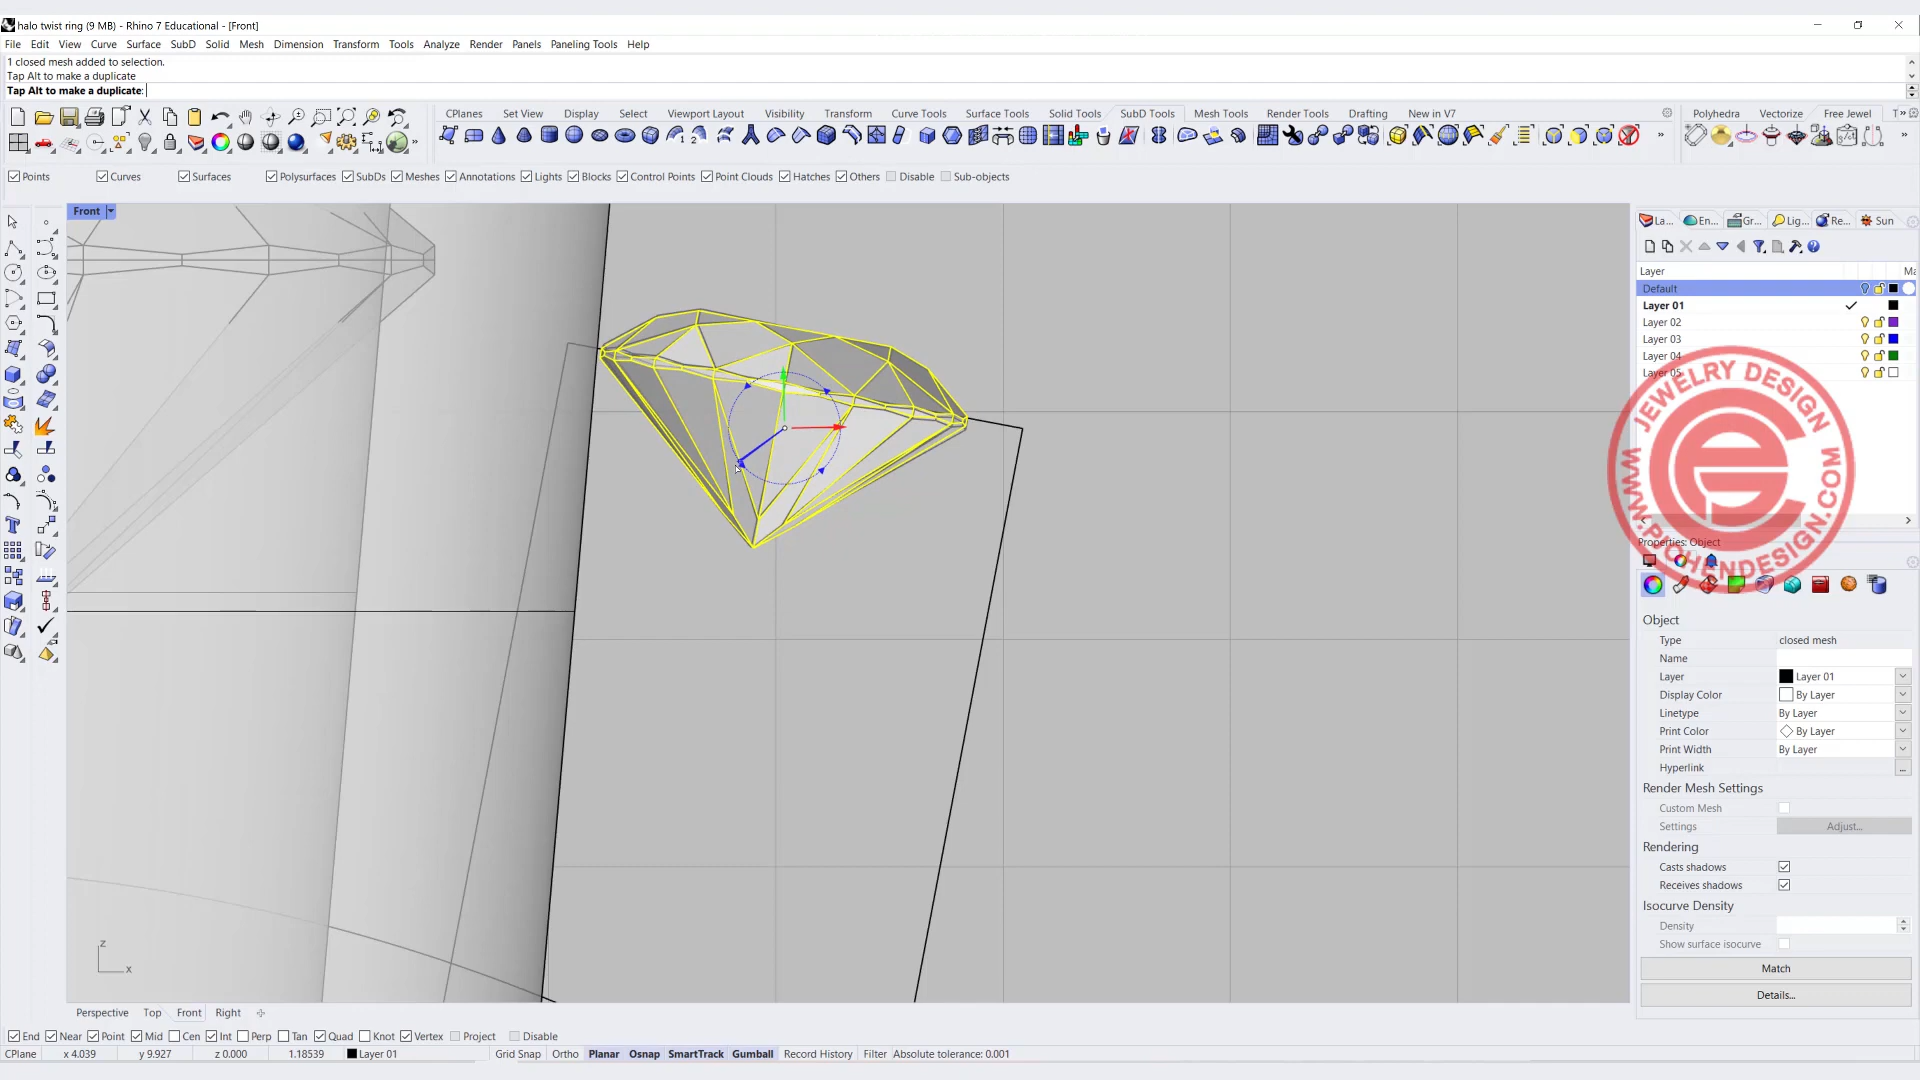 halo twist ring (9 MB) - Rhino 7 Educational - [Front]
File Edit View Curve Surface SubD Solid Mesh Dimension Transform Tools Analyze Render Panels Paneling Tools Help
1 closed mesh added to selection.
Tap Alt to make a duplicate
Tap Alt to make a duplicate:
CPlanes Set View Display Select Viewport Layout Visibility Transform Curve Tools Surface Tools Solid Tools SubD Tools Mesh Tools Render Tools Drafting New in V7
Polyhedra Vectorize Free Jewel
Points Curves Surfaces Polysurfaces SubDs Meshes Annotations Lights Blocks Control Points Point Clouds Hatches Others Disable Sub-objects
Front
La... En... Gr... Lig... Re... Sun
Layer Ma
Default
Layer 01
Layer 02
Layer 03
Layer 04
Layer 05
JEWELRY DESIGN
WWW.PJCHENDESIGN.COM
Properties: Object
Object
Type closed mesh
Name
Layer Layer 01
Display Color By Layer
Linetype By Layer
Print Color By Layer
Print Width By Layer
Hyperlink ...
Render Mesh Settings
Custom Mesh
Settings Adjust...
Rendering
Casts shadows
Receives shadows
Isocurve Density
Density
Show surface isocurve
Match
Details...
z
x
Perspective Top Front Right
End Near Point Mid Cen Int Perp Tan Quad Knot Vertex Project Disable
CPlane x 4.039 y 9.927 z 0.000 1.18539 Layer 01 Grid Snap Ortho Planar Osnap SmartTrack Gumball Record History Filter Absolute tolerance: 0.001